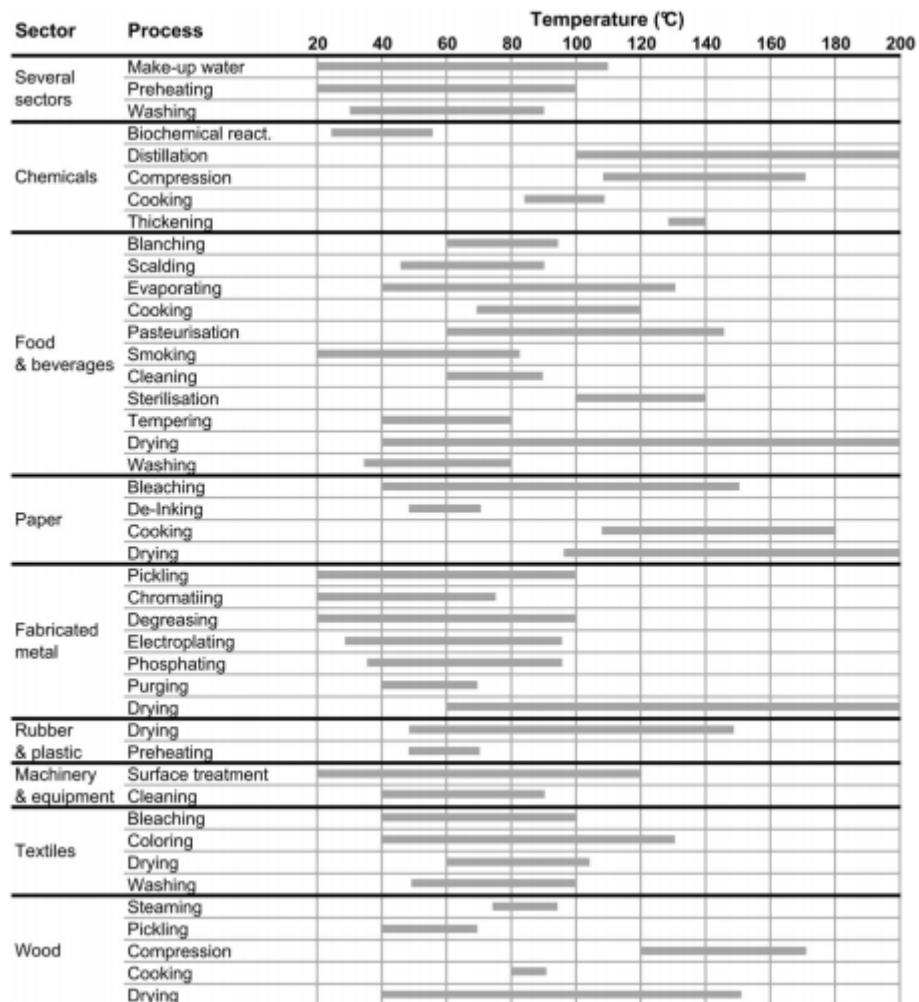 Temperature (°C)
Sector Process
20 40 60 80 100 120 140 160 180 200
Several sectors
Make-up water
Preheating
Washing
Chemicals
Biochemical react.
Distillation
Compression
Cooking
Thickening
Food & beverages
Blanching
Scalding
Evaporating
Cooking
Pasteurisation
Smoking
Cleaning
Sterilisation
Tempering
Drying
Washing
Paper
Bleaching
De-Inking
Cooking
Drying
Fabricated metal
Pickling
Chromatiing
Degreasing
Electroplating
Phosphating
Purging
Drying
Rubber & plastic
Drying
Preheating
Machinery & equipment
Surface treatment
Cleaning
Textiles
Bleaching
Coloring
Drying
Washing
Wood
Steaming
Pickling
Compression
Cooking
Drying